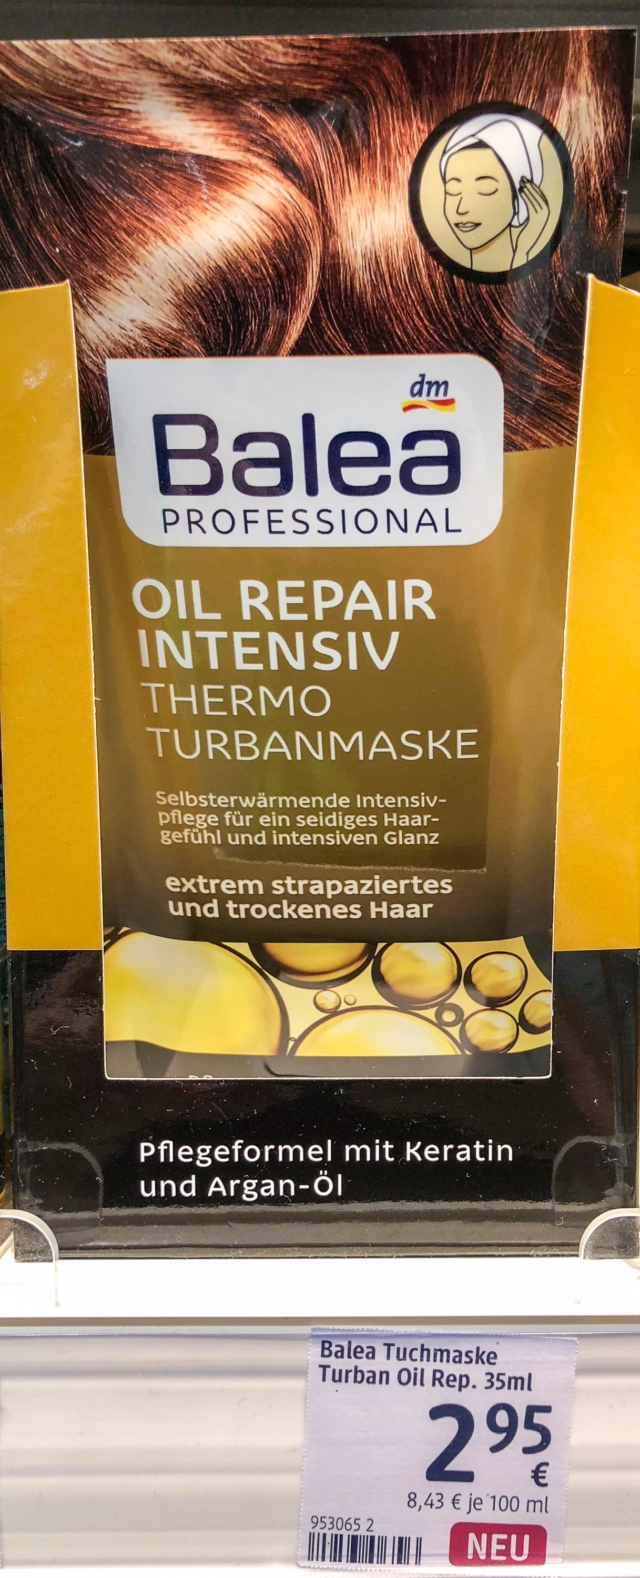 dm
Balea
PROFESSIONAL
OIL REPAIR
INTENSIV
THERMO
TURBANMASKE
Selbsterwärmende Intensiv-
pflege für ein seidiges Haar-
gefühl und intensiven Glanz
extrem strapaziertes
und trockenes Haar
Pflegeformel mit Keratin
und Argan-Öl
Balea Tuchmaske
Turban Oil Rep. 35ml
2 95
€
8,43 € je 100 ml
953065 2
NEU